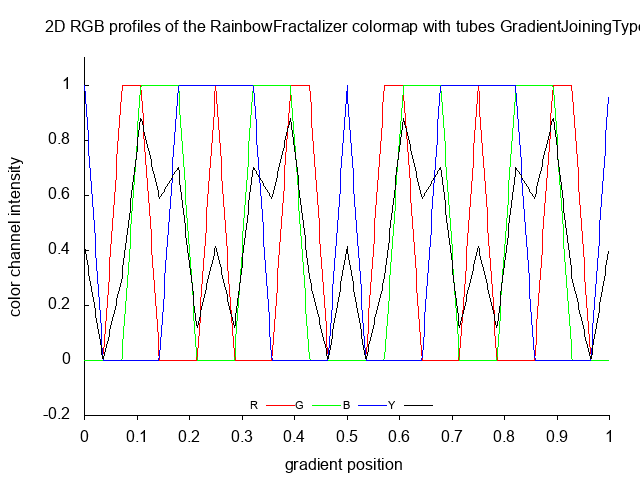 2D RGB profiles of the RainbowFractalizer colormap with tubes GradientJoiningType
1
0.8
0.6
0.4
0.2
0
-0.2
color channel intensity
R G B Y
0 0.1 0.2 0.3 0.4 0.5 0.6 0.7 0.8 0.9 1
gradient position